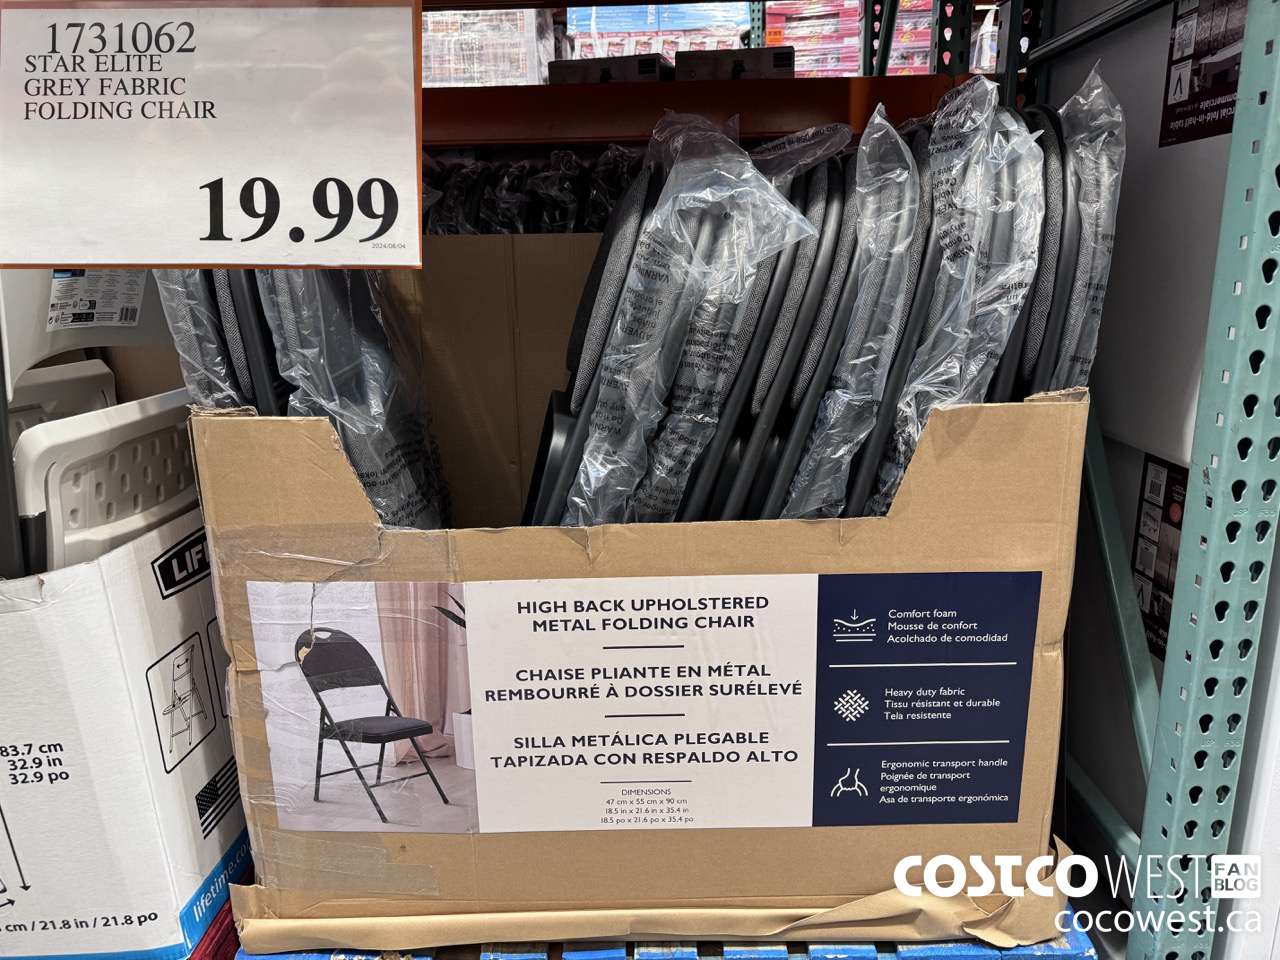 1731062
STAR ELITE
GREY FABRIC
FOLDING CHAIR
19.99
2024/06/04
HIGH BACK UPHOLSTERED
METAL FOLDING CHAIR
CHAISE PLIANTE EN MÉTAL
REMBOURRÉ À DOSSIER SURÉLEVÉ
SILLA METÁLICA PLEGABLE
TAPIZADA CON RESPALDO ALTO
DIMENSIONS
47 cm x 55 cm x 90 cm
18.5 in x 21.6 in x 35.4 in
18.5 po x 21.6 po x 35.4 po
Comfort foam
Mousse de confort
Acolchado de comodidad
Heavy duty fabric
Tissu résistant et durable
Tela resistente
Ergonomic transport handle
Poignée de transport
ergonomique
Asa de transporte ergonómica
LIF
83.7 cm
32.9 in
32.9 po
cm / 21.8 in / 21.8 po
lifetime.co
COSTCO WEST FAN
BLOG
cocowest.ca